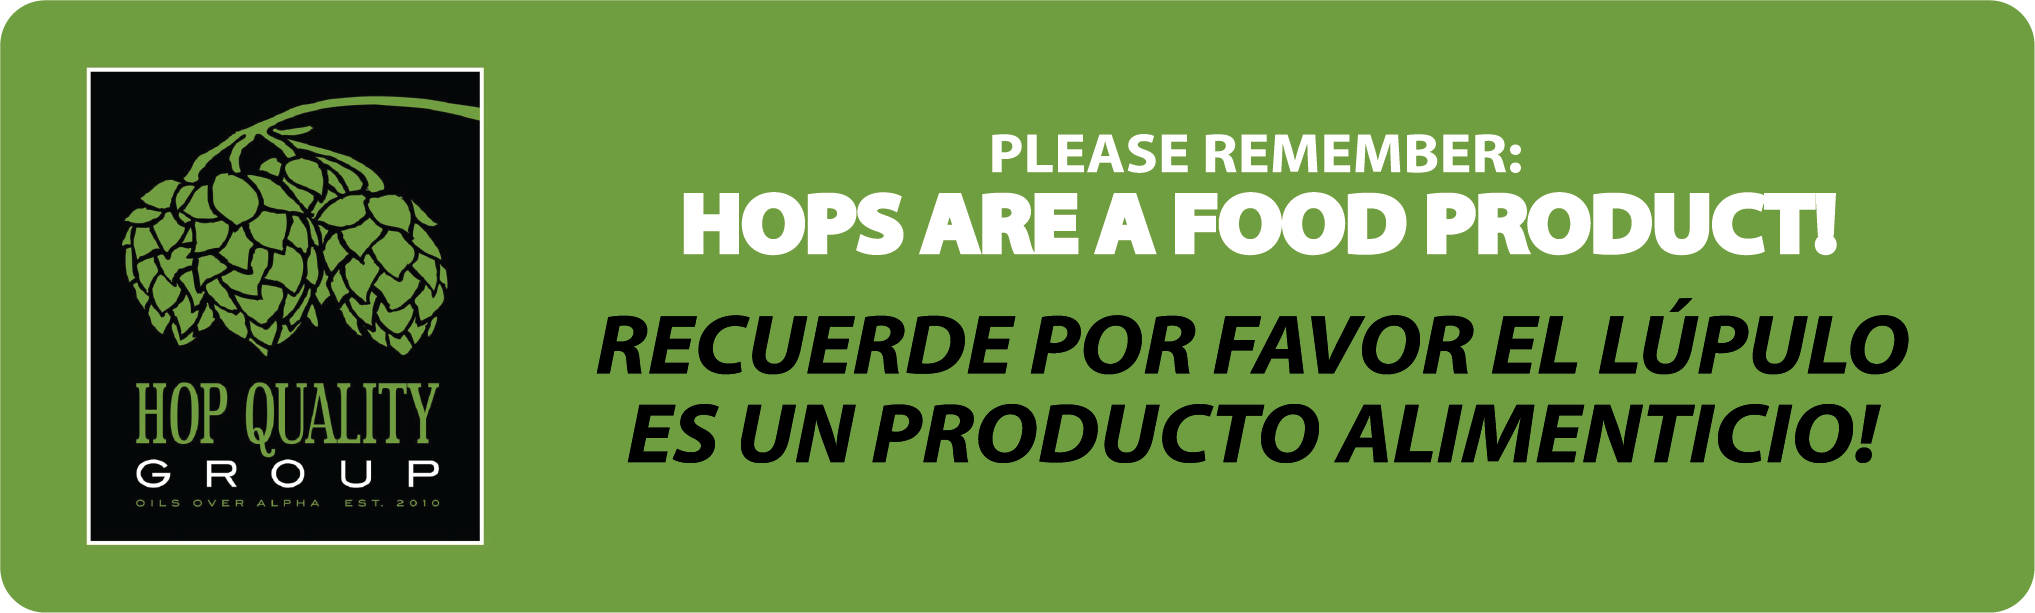 PLEASE REMEMBER:
HOPS ARE A FOOD PRODUCT!
RECUERDE POR FAVOR EL LÚPULO
ES UN PRODUCTO ALIMENTICIO!
HOP QUALITY
GROUP
OILS OVER ALPHA EST. 2010